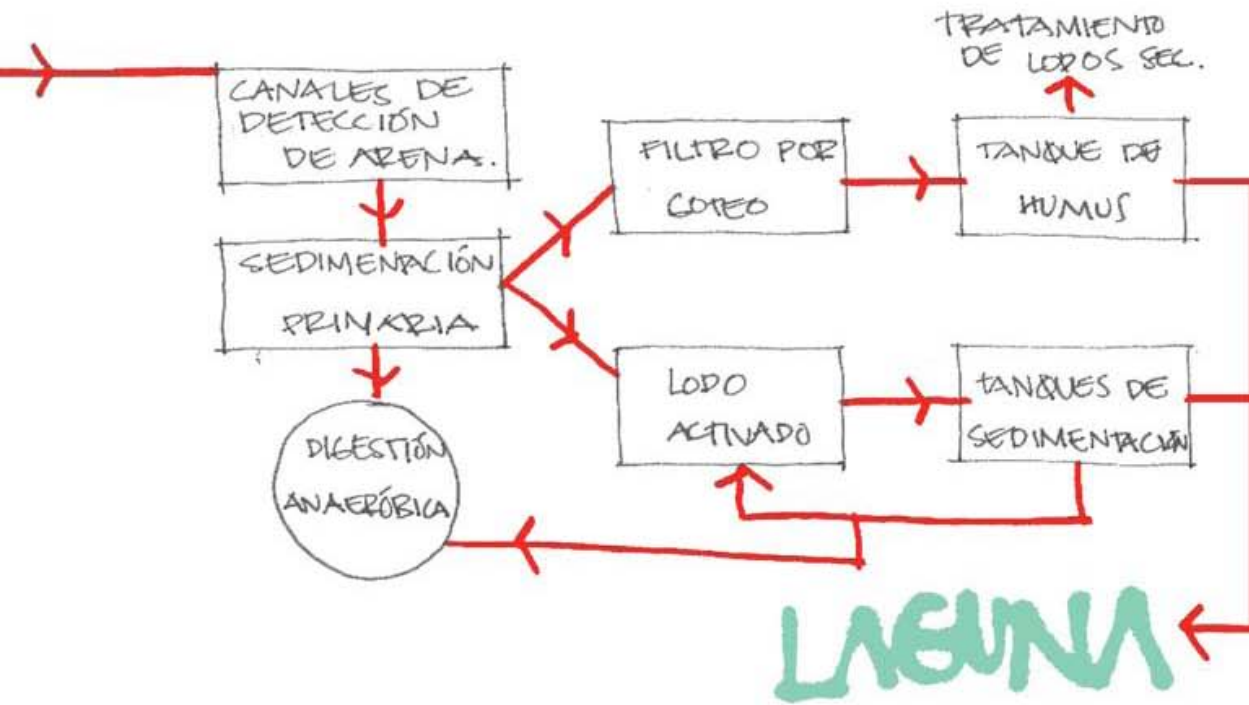 TRATAMIENTO
DE LODOS SEC.
CANALES DE
DETECCIÓN
DE ARENA.
FILTRO POR
GOTEO
TANQUE DE
HUMUS
SEDIMENTACIÓN
PRIMARIA
LODO
ACTIVADO
TANQUES DE
SEDIMENTACIÓN
DIGESTIÓN
ANAERÓBICA
LAGUNA